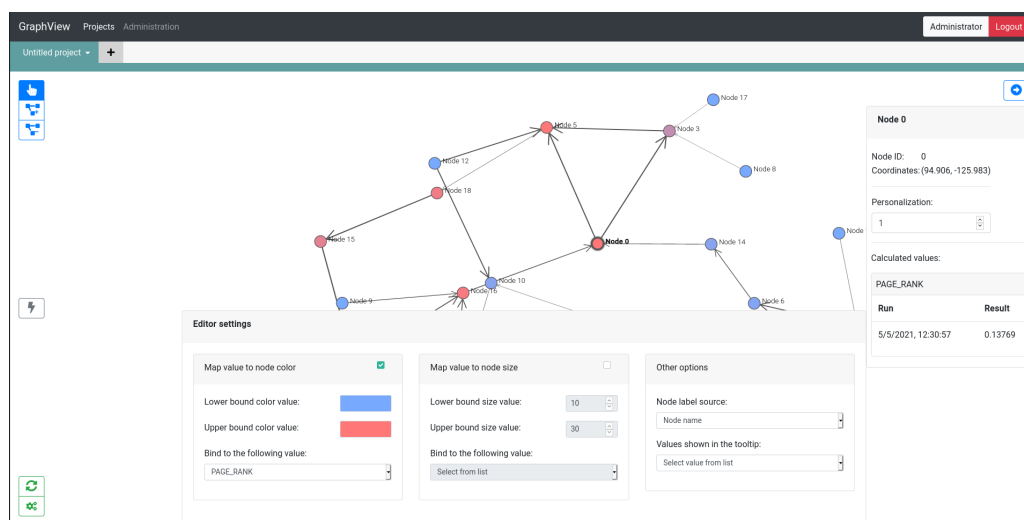 GraphView Projects Administration Administrator Logout
Untitled project +
Node 17
Node 5
Node 3
Node 12
Node 8
Node 18
Node 15
Node 0
Node 14
Node
Node 10
Node 16
Node 9
Node 6
Node 0
Node ID: 0
Coordinates: (94.906, -125.983)
Personalization:
1
Calculated values:
PAGE_RANK
Run Result
5/5/2021, 12:30:57 0.13769
Editor settings
Map value to node color
Lower bound color value:
Upper bound color value:
Bind to the following value:
PAGE_RANK
Map value to node size
Lower bound size value: 10
Upper bound size value: 30
Bind to the following value:
Select from list
Other options
Node label source:
Node name
Values shown in the tooltip:
Select value from list